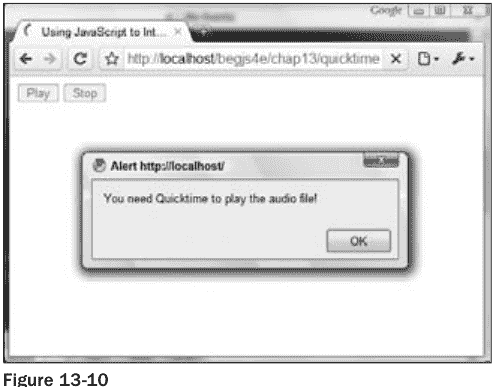 Google
Using JavaScript to Int...
http://localhost/begjs4e/chap13/quicktime
Play Stop
Alert http://localhost/
You need Quicktime to play the audio file!
OK
Figure 13-10